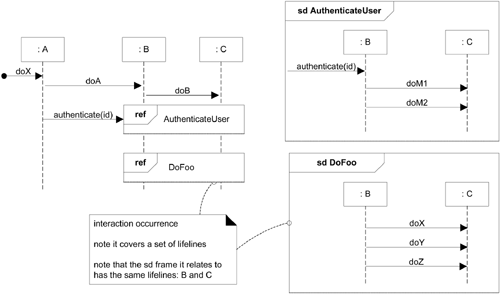 : A
: B
: C
doX
doA
doB
authenticate(id)
ref
AuthenticateUser
ref
DoFoo
interaction occurrence
note it covers a set of lifelines
note that the sd frame it relates to
has the same lifelines: B and C
sd AuthenticateUser
: B
: C
authenticate(id)
doM1
doM2
sd DoFoo
: B
: C
doX
doY
doZ